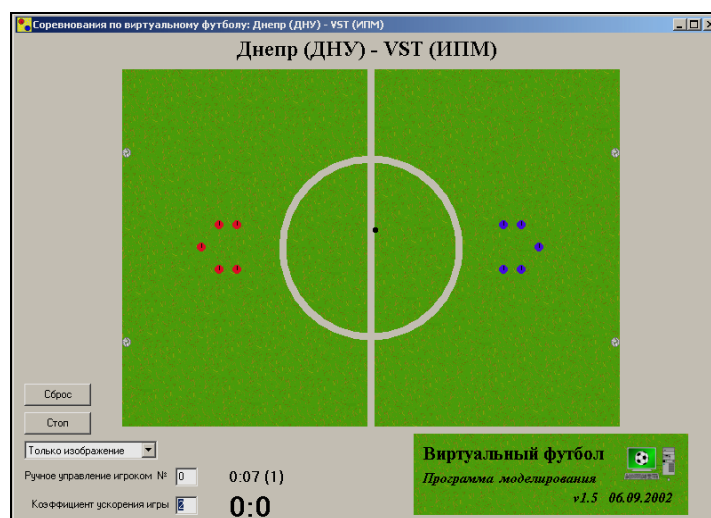 Соревнования по виртуальному футболу: Днепр (ДНУ) - VST (ИПМ)
Днепр (ДНУ) - VST (ИПМ)
Сброс
Стоп
Только изображение
Ручное управление игроком № 0
0:07 (1)
Коэффициент ускорения игры 2
0:0
Виртуальный футбол
Программа моделирования
v1.5 06.09.2002